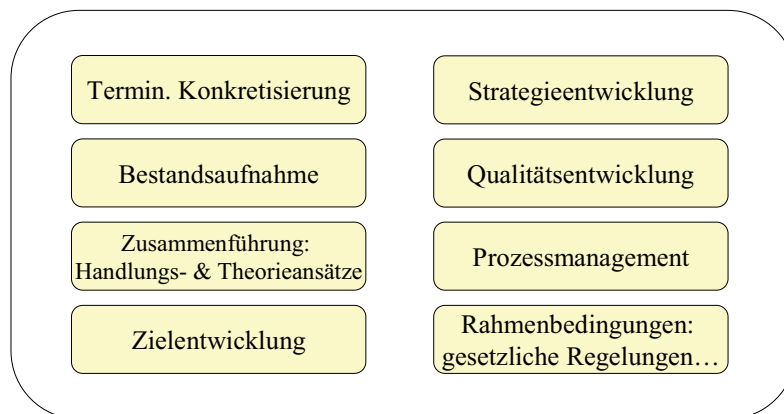 Termin. Konkretisierung
Bestandsaufnahme
Zusammenführung:
Handlungs- & Theorieansätze
Zielentwicklung
Strategieentwicklung
Qualitätsentwicklung
Prozessmanagement
Rahmenbedingungen:
gesetzliche Regelungen…